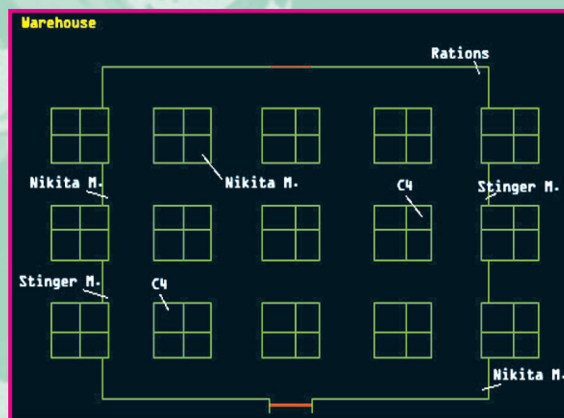 Warehouse
Rations
Nikita M.
Nikita M.
C4
Stinger M.
Stinger M.
C4
Nikita M.